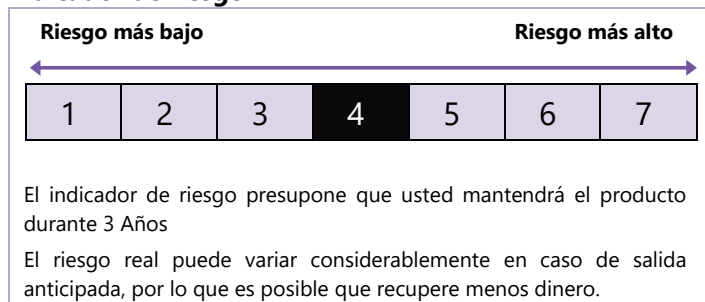 Riesgo más bajo Riesgo más alto
1 2 3 4 5 6 7
El indicador de riesgo presupone que usted mantendrá el producto
durante 3 Años
El riesgo real puede variar considerablemente en caso de salida
anticipada, por lo que es posible que recupere menos dinero.